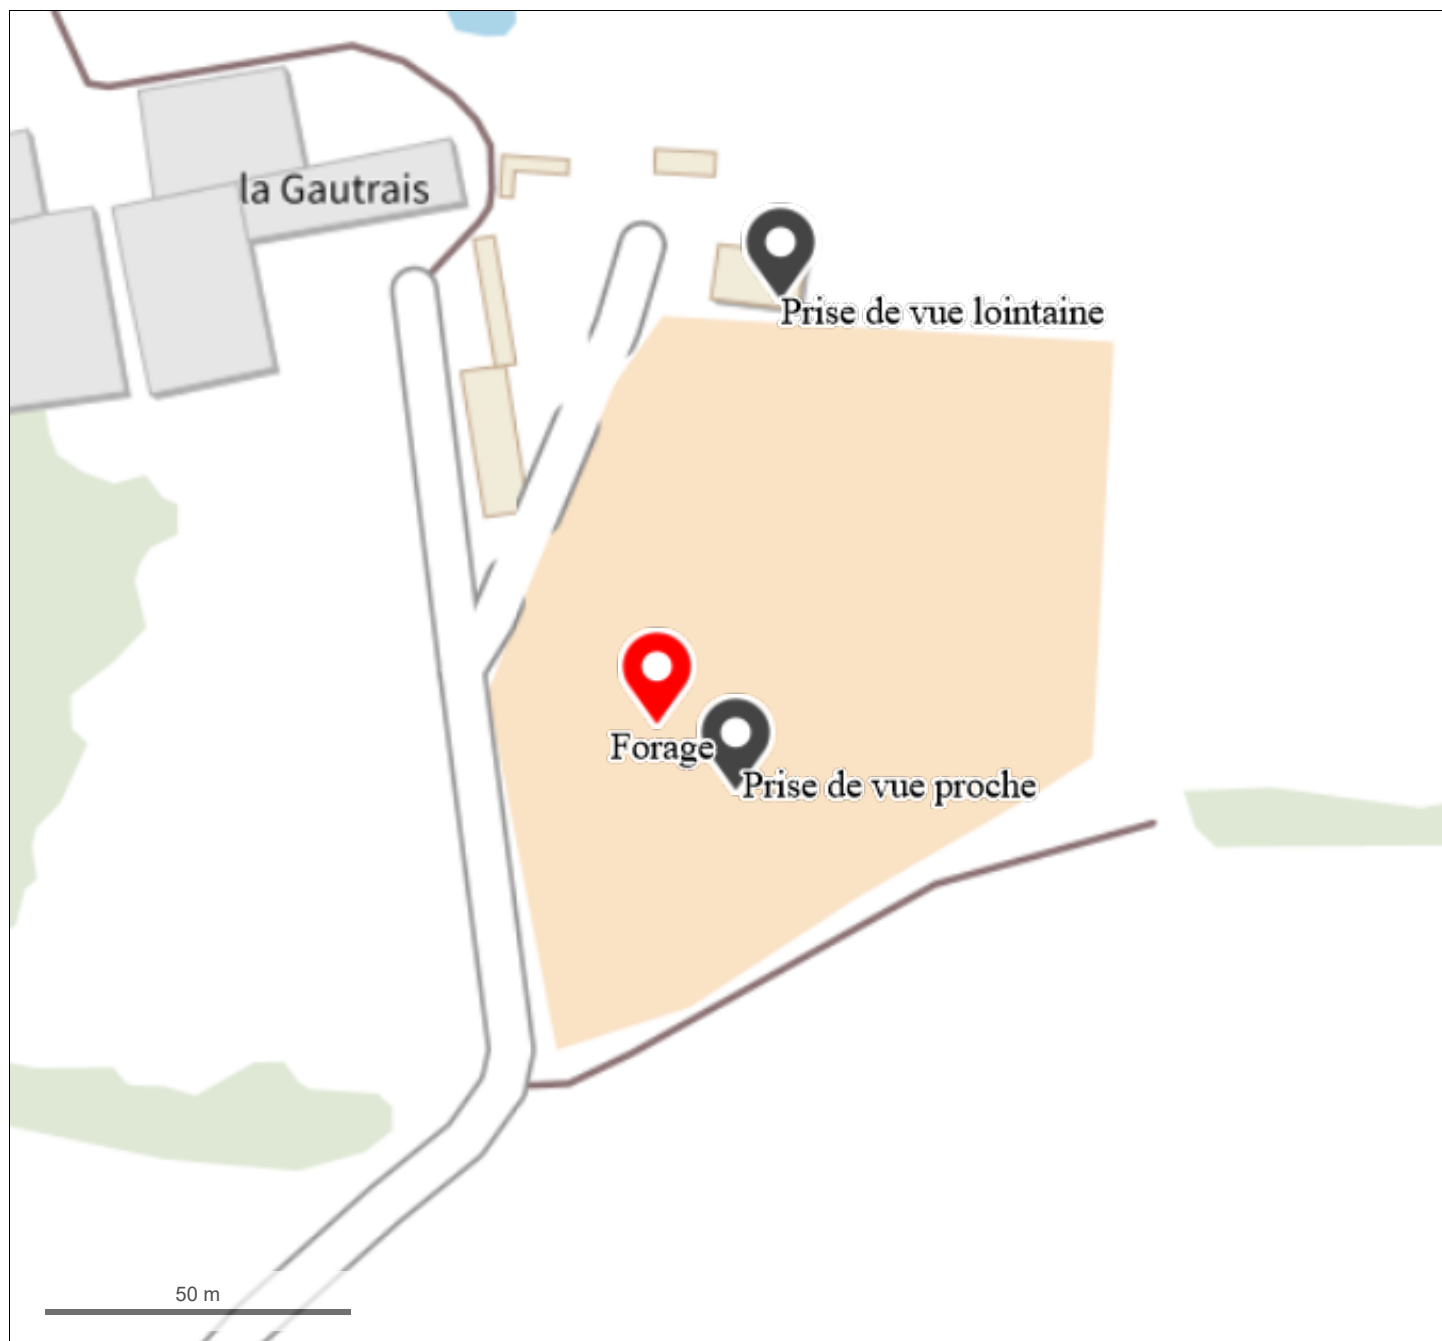 la Gautrais
Prise de vue lointaine
Forage
Prise de vue proche
50 m